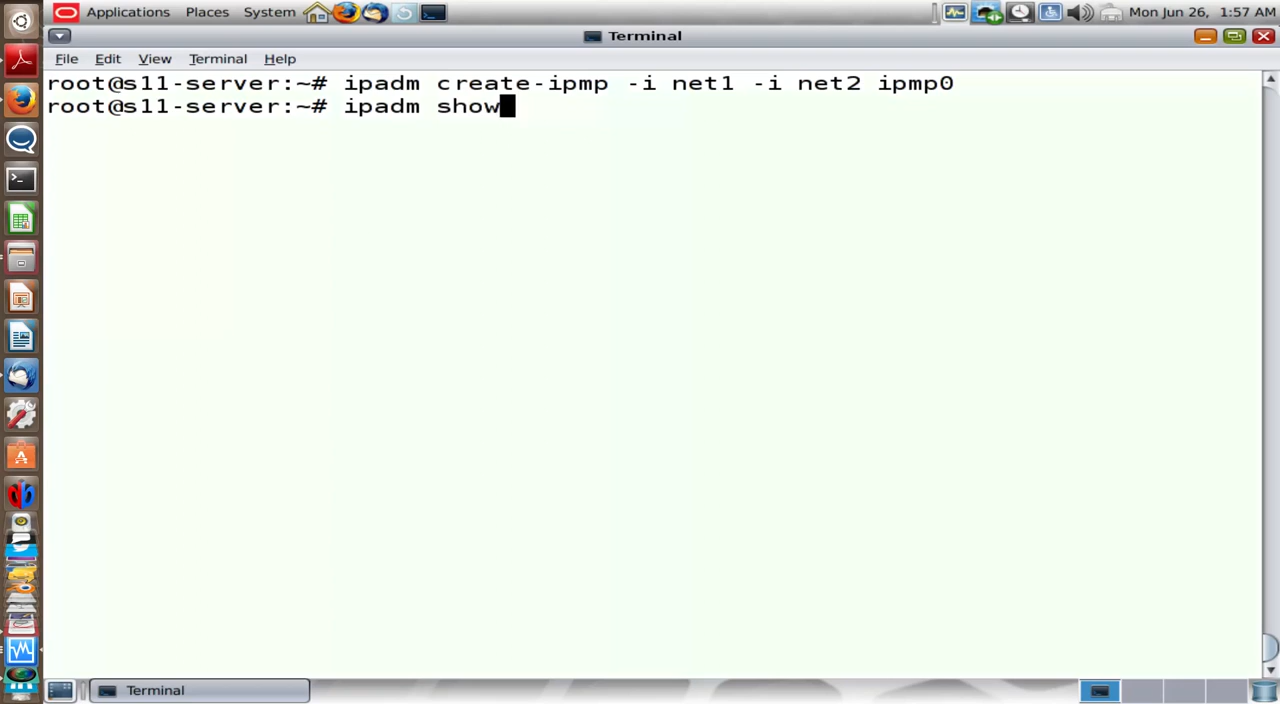 Applications Places System Mon Jun 26, 1:57 AM
Terminal
File Edit View Terminal Help
root@s11-server:~# ipadm create-ipmp -i net1 -i net2 ipmp0
root@s11-server:~# ipadm show
Terminal